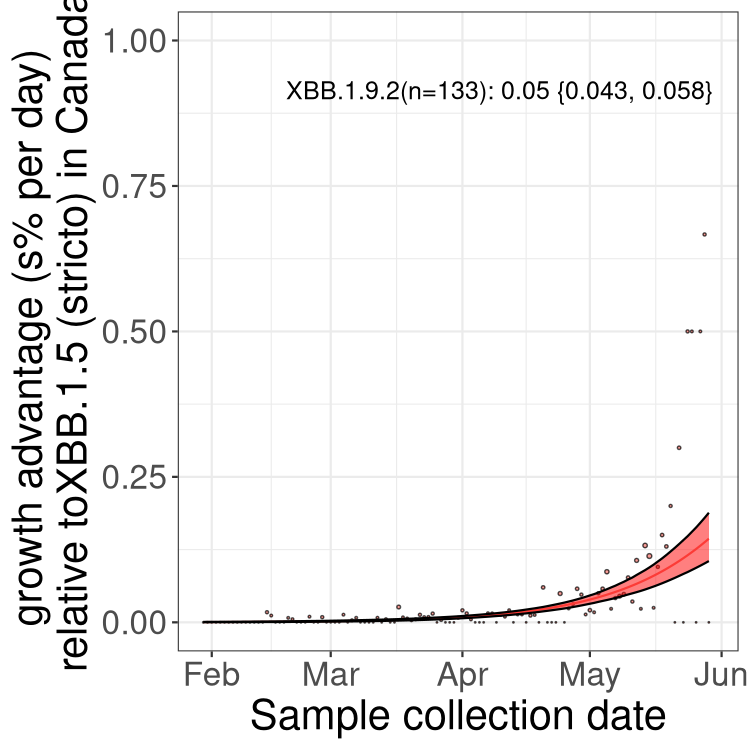 growth advantage (s% per day)
relative toXBB.1.5 (stricto) in Canada
1.00
0.75
0.50
0.25
0.00
XBB.1.9.2(n=133): 0.05 {0.043, 0.058}
Feb Mar Apr May Jun
Sample collection date